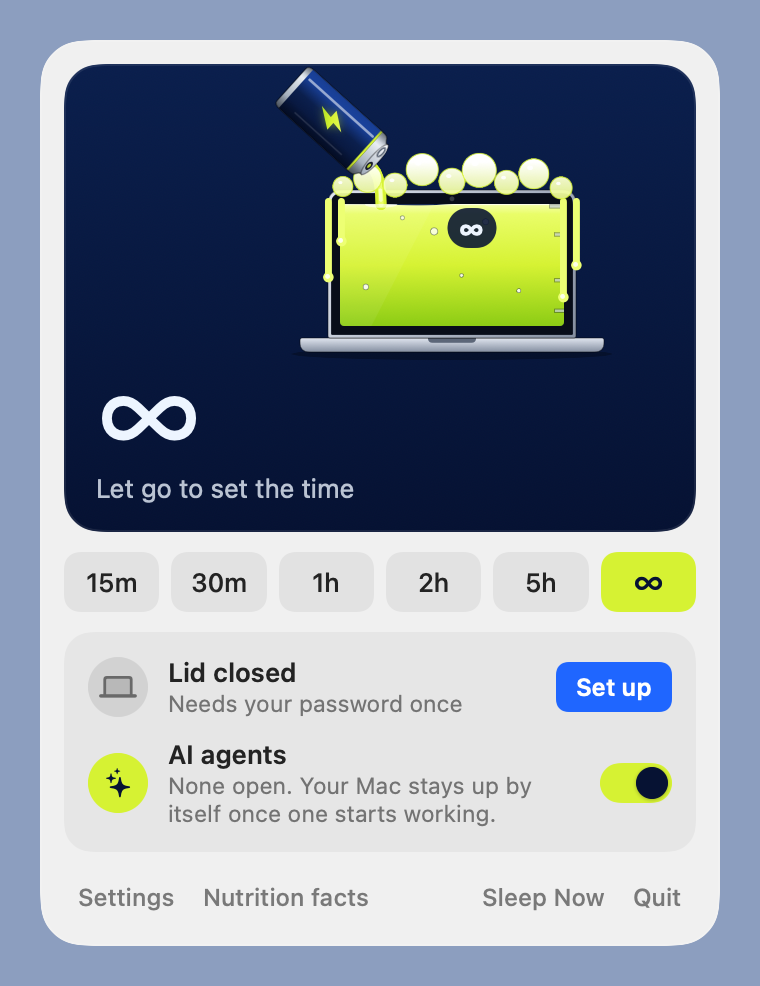 ∞
∞
Let go to set the time
15m 30m 1h 2h 5h ∞
Lid closed
Needs your password once
Set up
AI agents
None open. Your Mac stays up by
itself once one starts working.
Settings Nutrition facts Sleep Now Quit